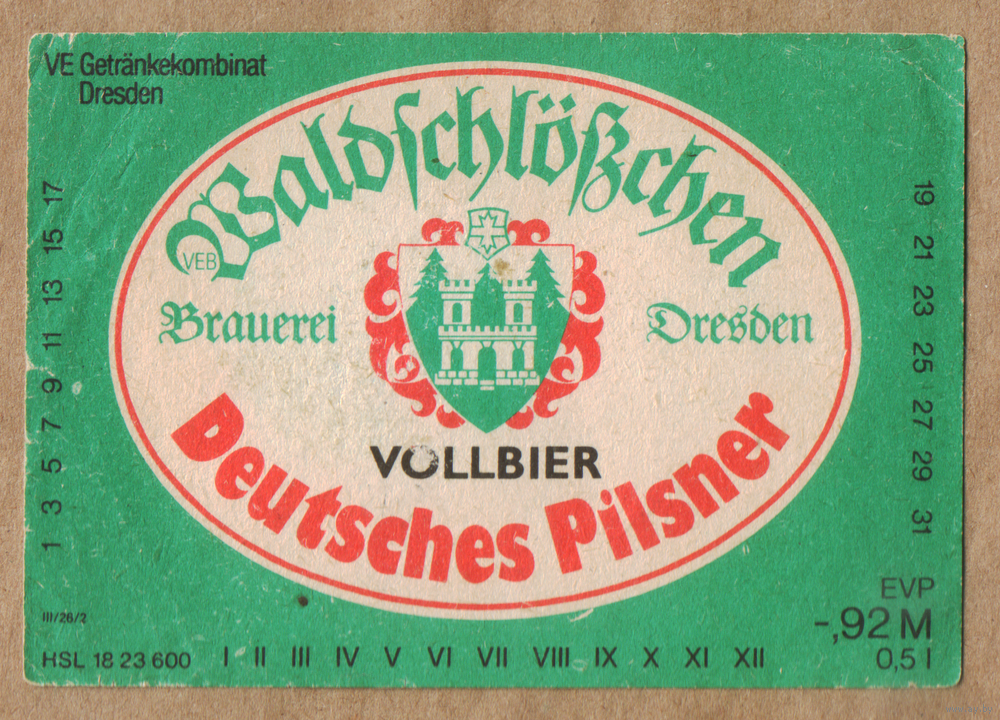 VE Getränkekombinat
Dresden
Waldschlößchen
VEB
Brauerei Dresden
VOLLBIER
Deutsches Pilsner
1 3 5 7 9 11 13 15 17
19 21 23 25 27 29 31
III/26/2
HSL 18 23 600
I II III IV V VI VII VIII IX X XI XII
EVP
-,92 M
0,5 l